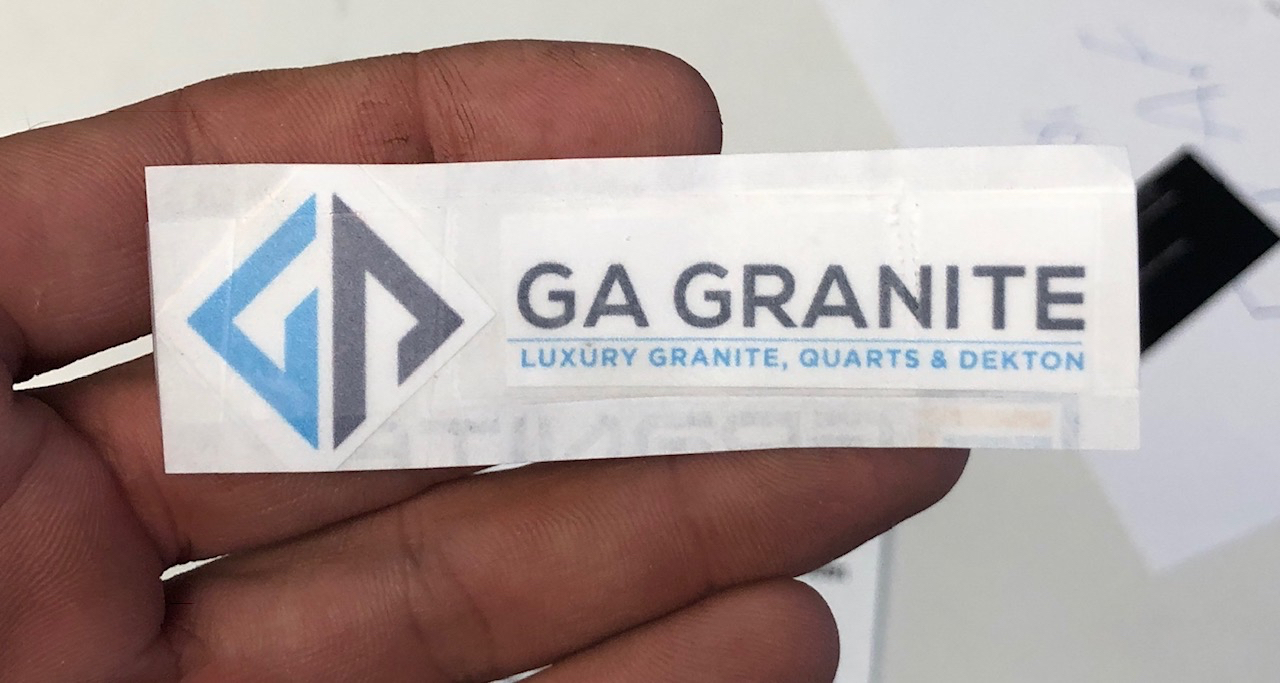 GA GRANITE
LUXURY GRANITE, QUARTS & DEKTON